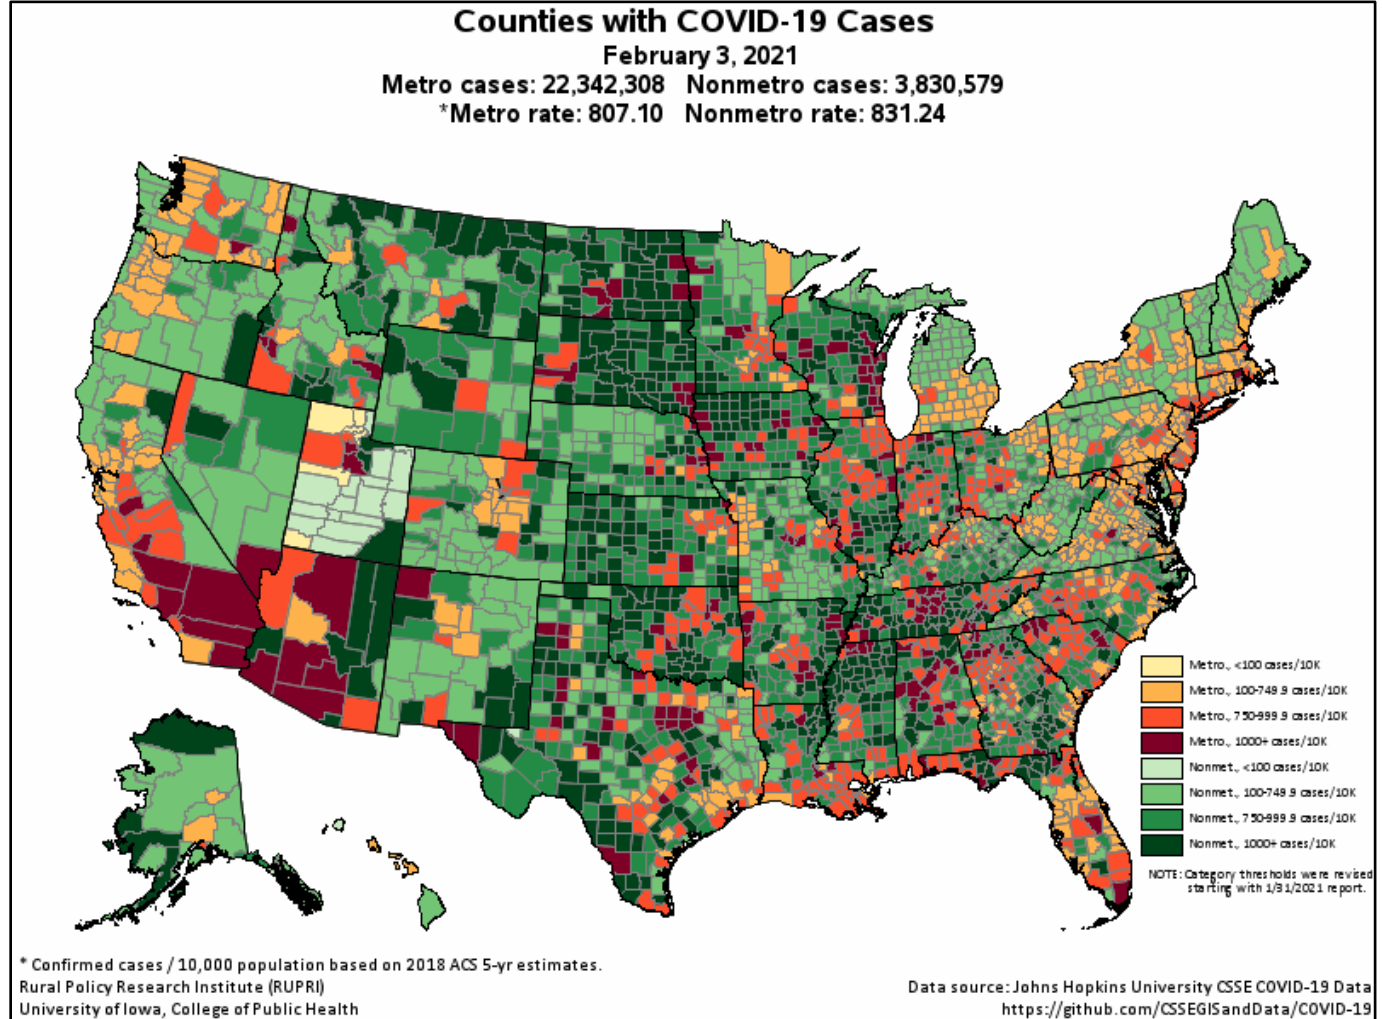 Counties with COVID-19 Cases
February 3, 2021
Metro cases: 22,342,308 Nonmetro cases: 3,830,579
*Metro rate: 807.10 Nonmetro rate: 831.24
Metro., <100 cases/10K
Metro., 100-749.9 cases/10K
Metro., 750-999.9 cases/10K
Metro., 1000+ cases/10K
Nonmet., <100 cases/10K
Nonmet., 100-749.9 cases/10K
Nonmet., 750-999.9 cases/10K
Nonmet., 1000+ cases/10K
NOTE: Category thresholds were revised
starting with 1/31/2021 report.
* Confirmed cases / 10,000 population based on 2018 ACS 5-yr estimates.
Rural Policy Research Institute (RUPRI)
University of Iowa, College of Public Health
Data source: Johns Hopkins University CSSE COVID-19 Data
https://github.com/CSSEGISandData/COVID-19